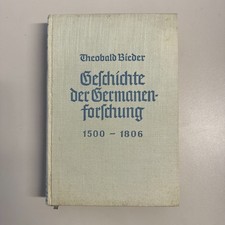 Theobald Bieder
Geschichte
der Germanen-
forschung
1500 - 1806